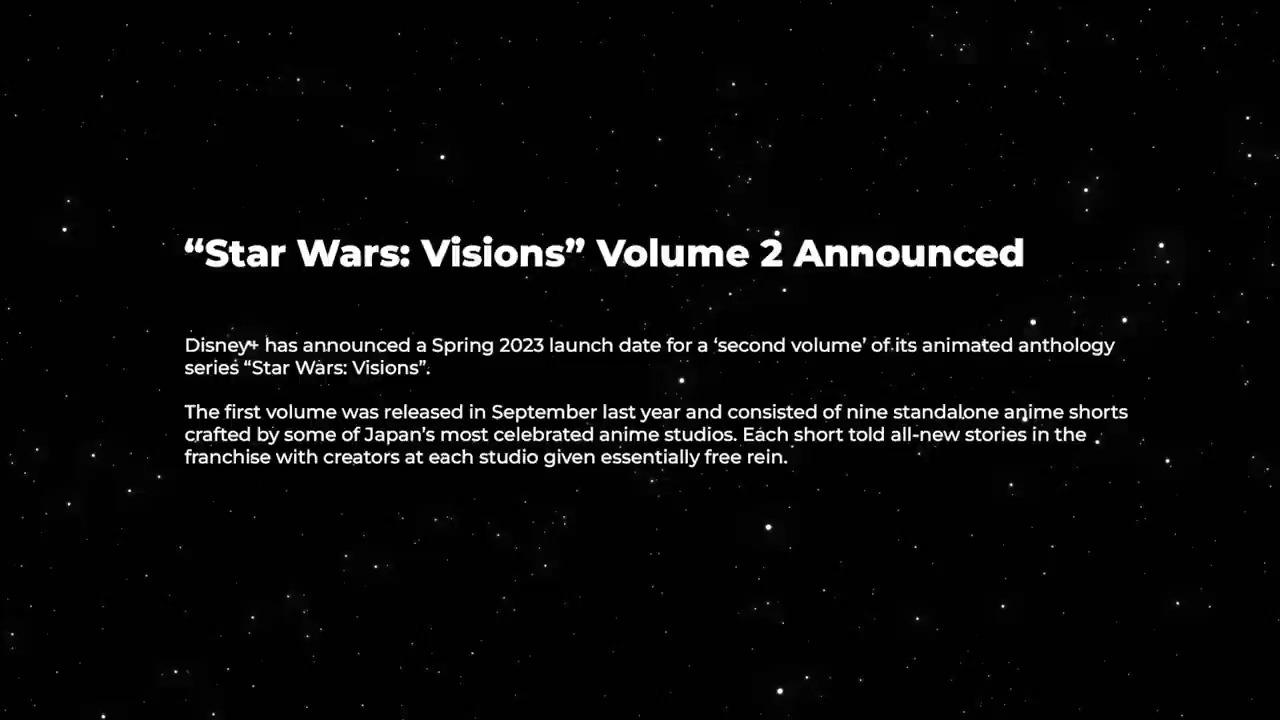 “Star Wars: Visions” Volume 2 Announced
Disney+ has announced a Spring 2023 launch date for a ‘second volume’ of its animated anthology
series “Star Wars: Visions”.
The first volume was released in September last year and consisted of nine standalone anime shorts
crafted by some of Japan’s most celebrated anime studios. Each short told all-new stories in the
franchise with creators at each studio given essentially free rein.